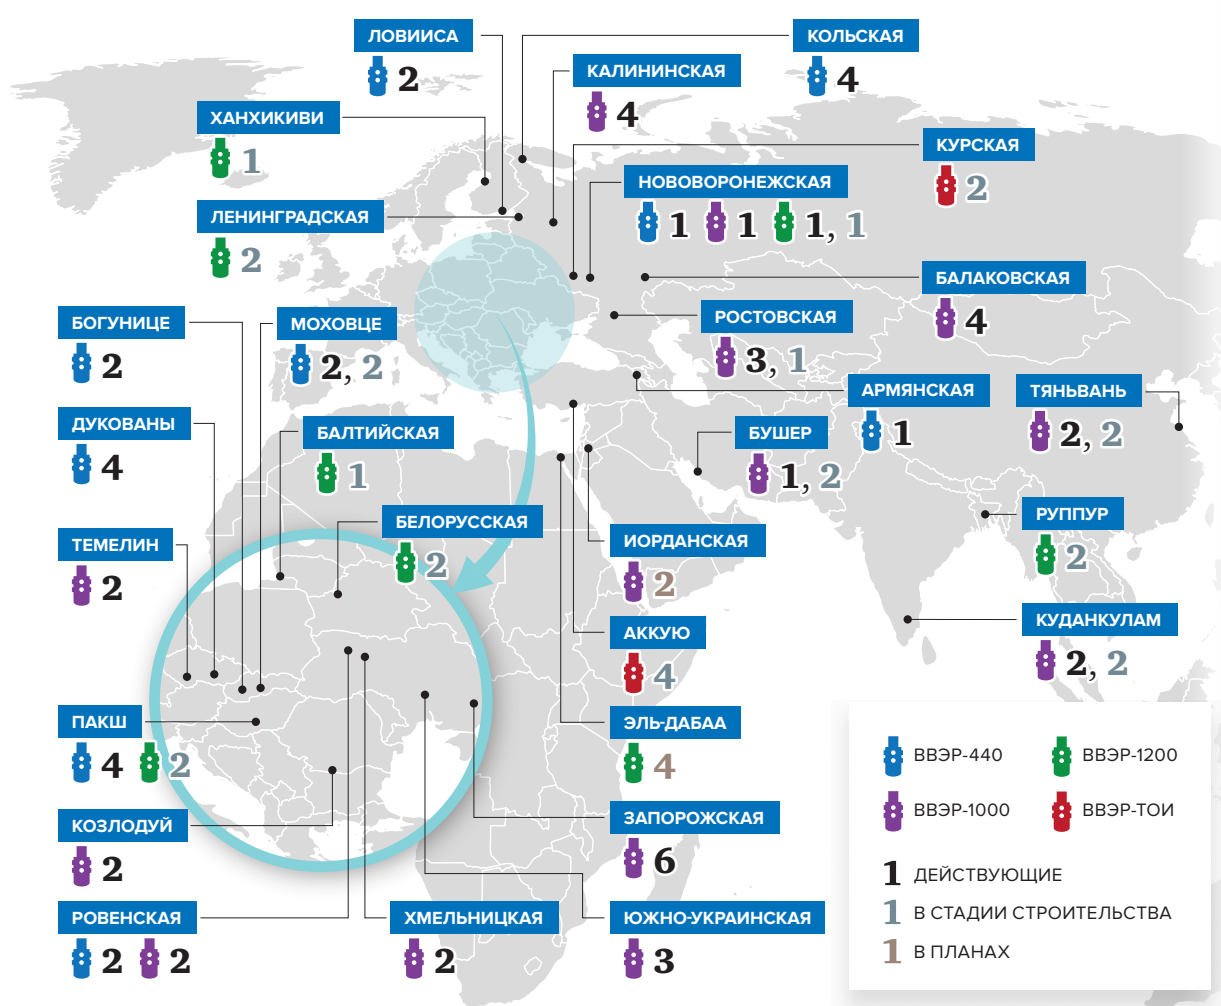 ЛОВИИСА
2
КОЛЬСКАЯ
4
КАЛИНИНСКАЯ
4
ХАНХИКИВИ
1
КУРСКАЯ
2
НОВОВОРОНЕЖСКАЯ
1 1 1, 1
ЛЕНИНГРАДСКАЯ
2
БАЛАКОВСКАЯ
4
БОГУНИЦЕ
2
МОХОВЦЕ
2, 2
РОСТОВСКАЯ
3, 1
АРМЯНСКАЯ
1
ТЯНЬВАНЬ
2, 2
ДУКОВАНЫ
4
БАЛТИЙСКАЯ
1
БУШЕР
1, 2
БЕЛОРУССКАЯ
2
РУППУР
2
ТЕМЕЛИН
2
ИОРДАНСКАЯ
2
КУДАНКУЛАМ
2, 2
АККУЮ
4
ПАКШ
4 2
ЭЛЬ-ДАБАА
4
КОЗЛОДУЙ
2
ЗАПОРОЖСКАЯ
6
РОВЕНСКАЯ
2 2
ХМЕЛЬНИЦКАЯ
2
ЮЖНО-УКРАИНСКАЯ
3
ВВЭР-440
ВВЭР-1200
ВВЭР-1000
ВВЭР-ТОИ
1 ДЕЙСТВУЮЩИЕ
1 В СТАДИИ СТРОИТЕЛЬСТВА
1 В ПЛАНАХ